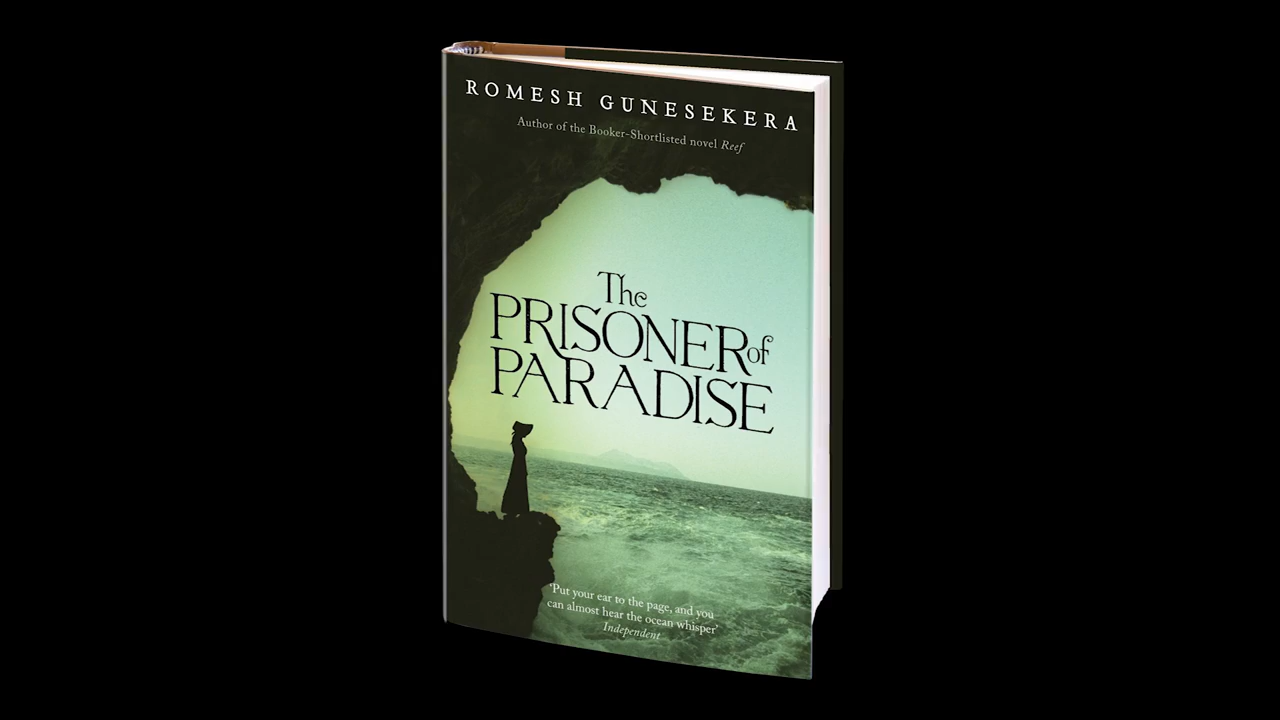 ROMESH GUNESEKERA
Author of the Booker-Shortlisted novel Reef
The
PRISONER of
PARADISE
‘Put your ear to the page, and you
can almost hear the ocean whisper’
Independent